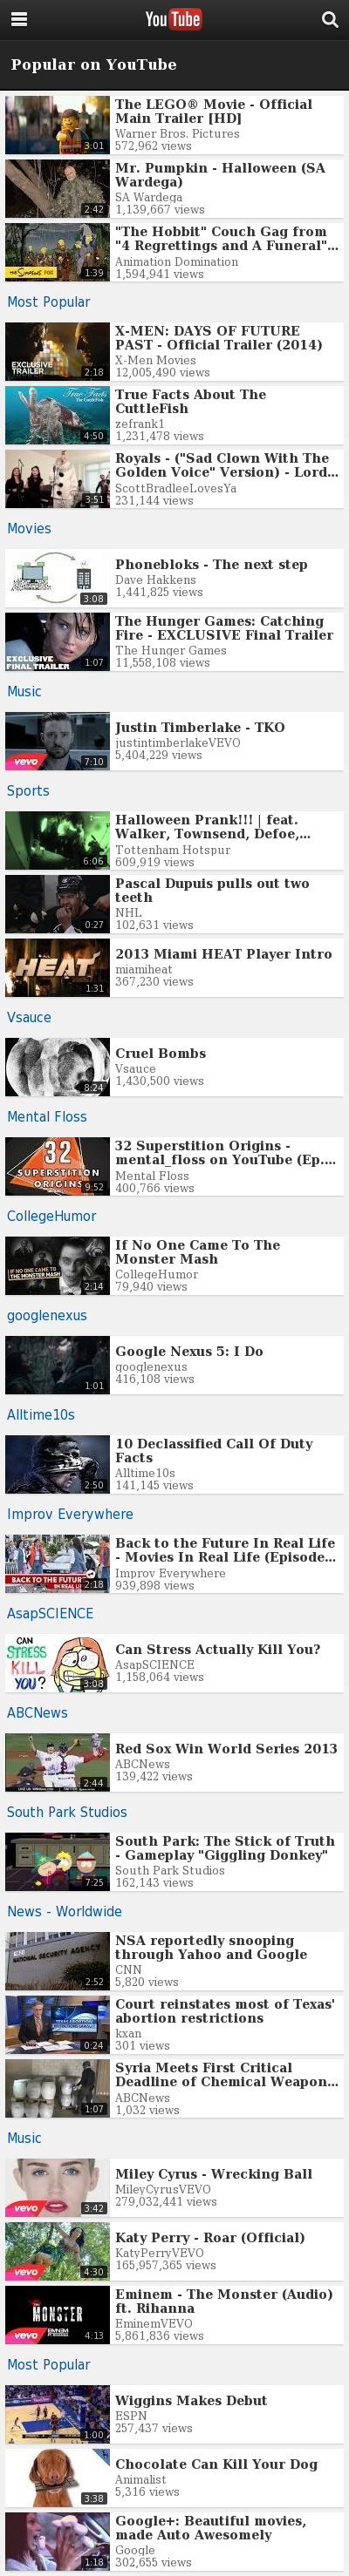 YouTube
Popular on YouTube
The LEGO® Movie - Official
Main Trailer [HD]
Warner Bros. Pictures
572,962 views
3:01
Mr. Pumpkin - Halloween (SA
Wardega)
SA Wardega
1,139,667 views
2:42
"The Hobbit" Couch Gag from
"4 Regrettings and A Funeral"...
Animation Domination
1,594,941 views
1:39
Most Popular
X-MEN: DAYS OF FUTURE
PAST - Official Trailer (2014)
X-Men Movies
12,005,490 views
EXCLUSIVE
TRAILER
2:18
True Facts About The
CuttleFish
zefrank1
1,231,478 views
True Facts
4:50
Royals - ("Sad Clown With The
Golden Voice" Version) - Lord...
ScottBradleeLovesYa
231,144 views
3:51
Movies
Phonebloks - The next step
Dave Hakkens
1,441,825 views
3:08
The Hunger Games: Catching
Fire - EXCLUSIVE Final Trailer
The Hunger Games
11,558,108 views
EXCLUSIVE
FINAL TRAILER
1:07
Music
Justin Timberlake - TKO
justintimberlakeVEVO
5,404,229 views
vevo
7:10
Sports
Halloween Prank!!! | feat.
Walker, Townsend, Defoe,...
Tottenham Hotspur
609,919 views
6:06
Pascal Dupuis pulls out two
teeth
NHL
102,631 views
0:27
2013 Miami HEAT Player Intro
miamiheat
367,230 views
HEAT
1:31
Vsauce
Cruel Bombs
Vsauce
1,430,500 views
8:24
Mental Floss
32 Superstition Origins -
mental_floss on YouTube (Ep....
Mental Floss
400,766 views
32
SUPERSTITION
ORIGINS
9:52
CollegeHumor
If No One Came To The
Monster Mash
CollegeHumor
79,940 views
IF NO ONE CAME TO
THE MONSTER MASH
2:14
googlenexus
Google Nexus 5: I Do
googlenexus
416,108 views
1:01
Alltime10s
10 Declassified Call Of Duty
Facts
Alltime10s
141,145 views
2:50
Improv Everywhere
Back to the Future In Real Life
- Movies In Real Life (Episode...
Improv Everywhere
939,898 views
BACK TO THE FUTURE
IN REAL LIFE
2:18
AsapSCIENCE
Can Stress Actually Kill You?
AsapSCIENCE
1,158,064 views
CAN
STRESS
KILL
YOU?
3:08
ABCNews
Red Sox Win World Series 2013
ABCNews
139,422 views
2:44
South Park Studios
South Park: The Stick of Truth
- Gameplay "Giggling Donkey"
South Park Studios
162,143 views
7:25
News - Worldwide
NSA reportedly snooping
through Yahoo and Google
CNN
5,820 views
NATIONAL SECURITY AGENCY
2:52
Court reinstates most of Texas'
abortion restrictions
kxan
301 views
0:24
Syria Meets First Critical
Deadline of Chemical Weapon...
ABCNews
1,032 views
1:07
Music
Miley Cyrus - Wrecking Ball
MileyCyrusVEVO
279,032,441 views
vevo
3:42
Katy Perry - Roar (Official)
KatyPerryVEVO
165,957,365 views
vevo
4:30
Eminem - The Monster (Audio)
ft. Rihanna
EminemVEVO
5,861,836 views
MONSTER
vevo
4:13
Most Popular
Wiggins Makes Debut
ESPN
257,437 views
1:00
Chocolate Can Kill Your Dog
Animalist
5,316 views
3:38
Google+: Beautiful movies,
made Auto Awesomely
Google
302,655 views
1:18